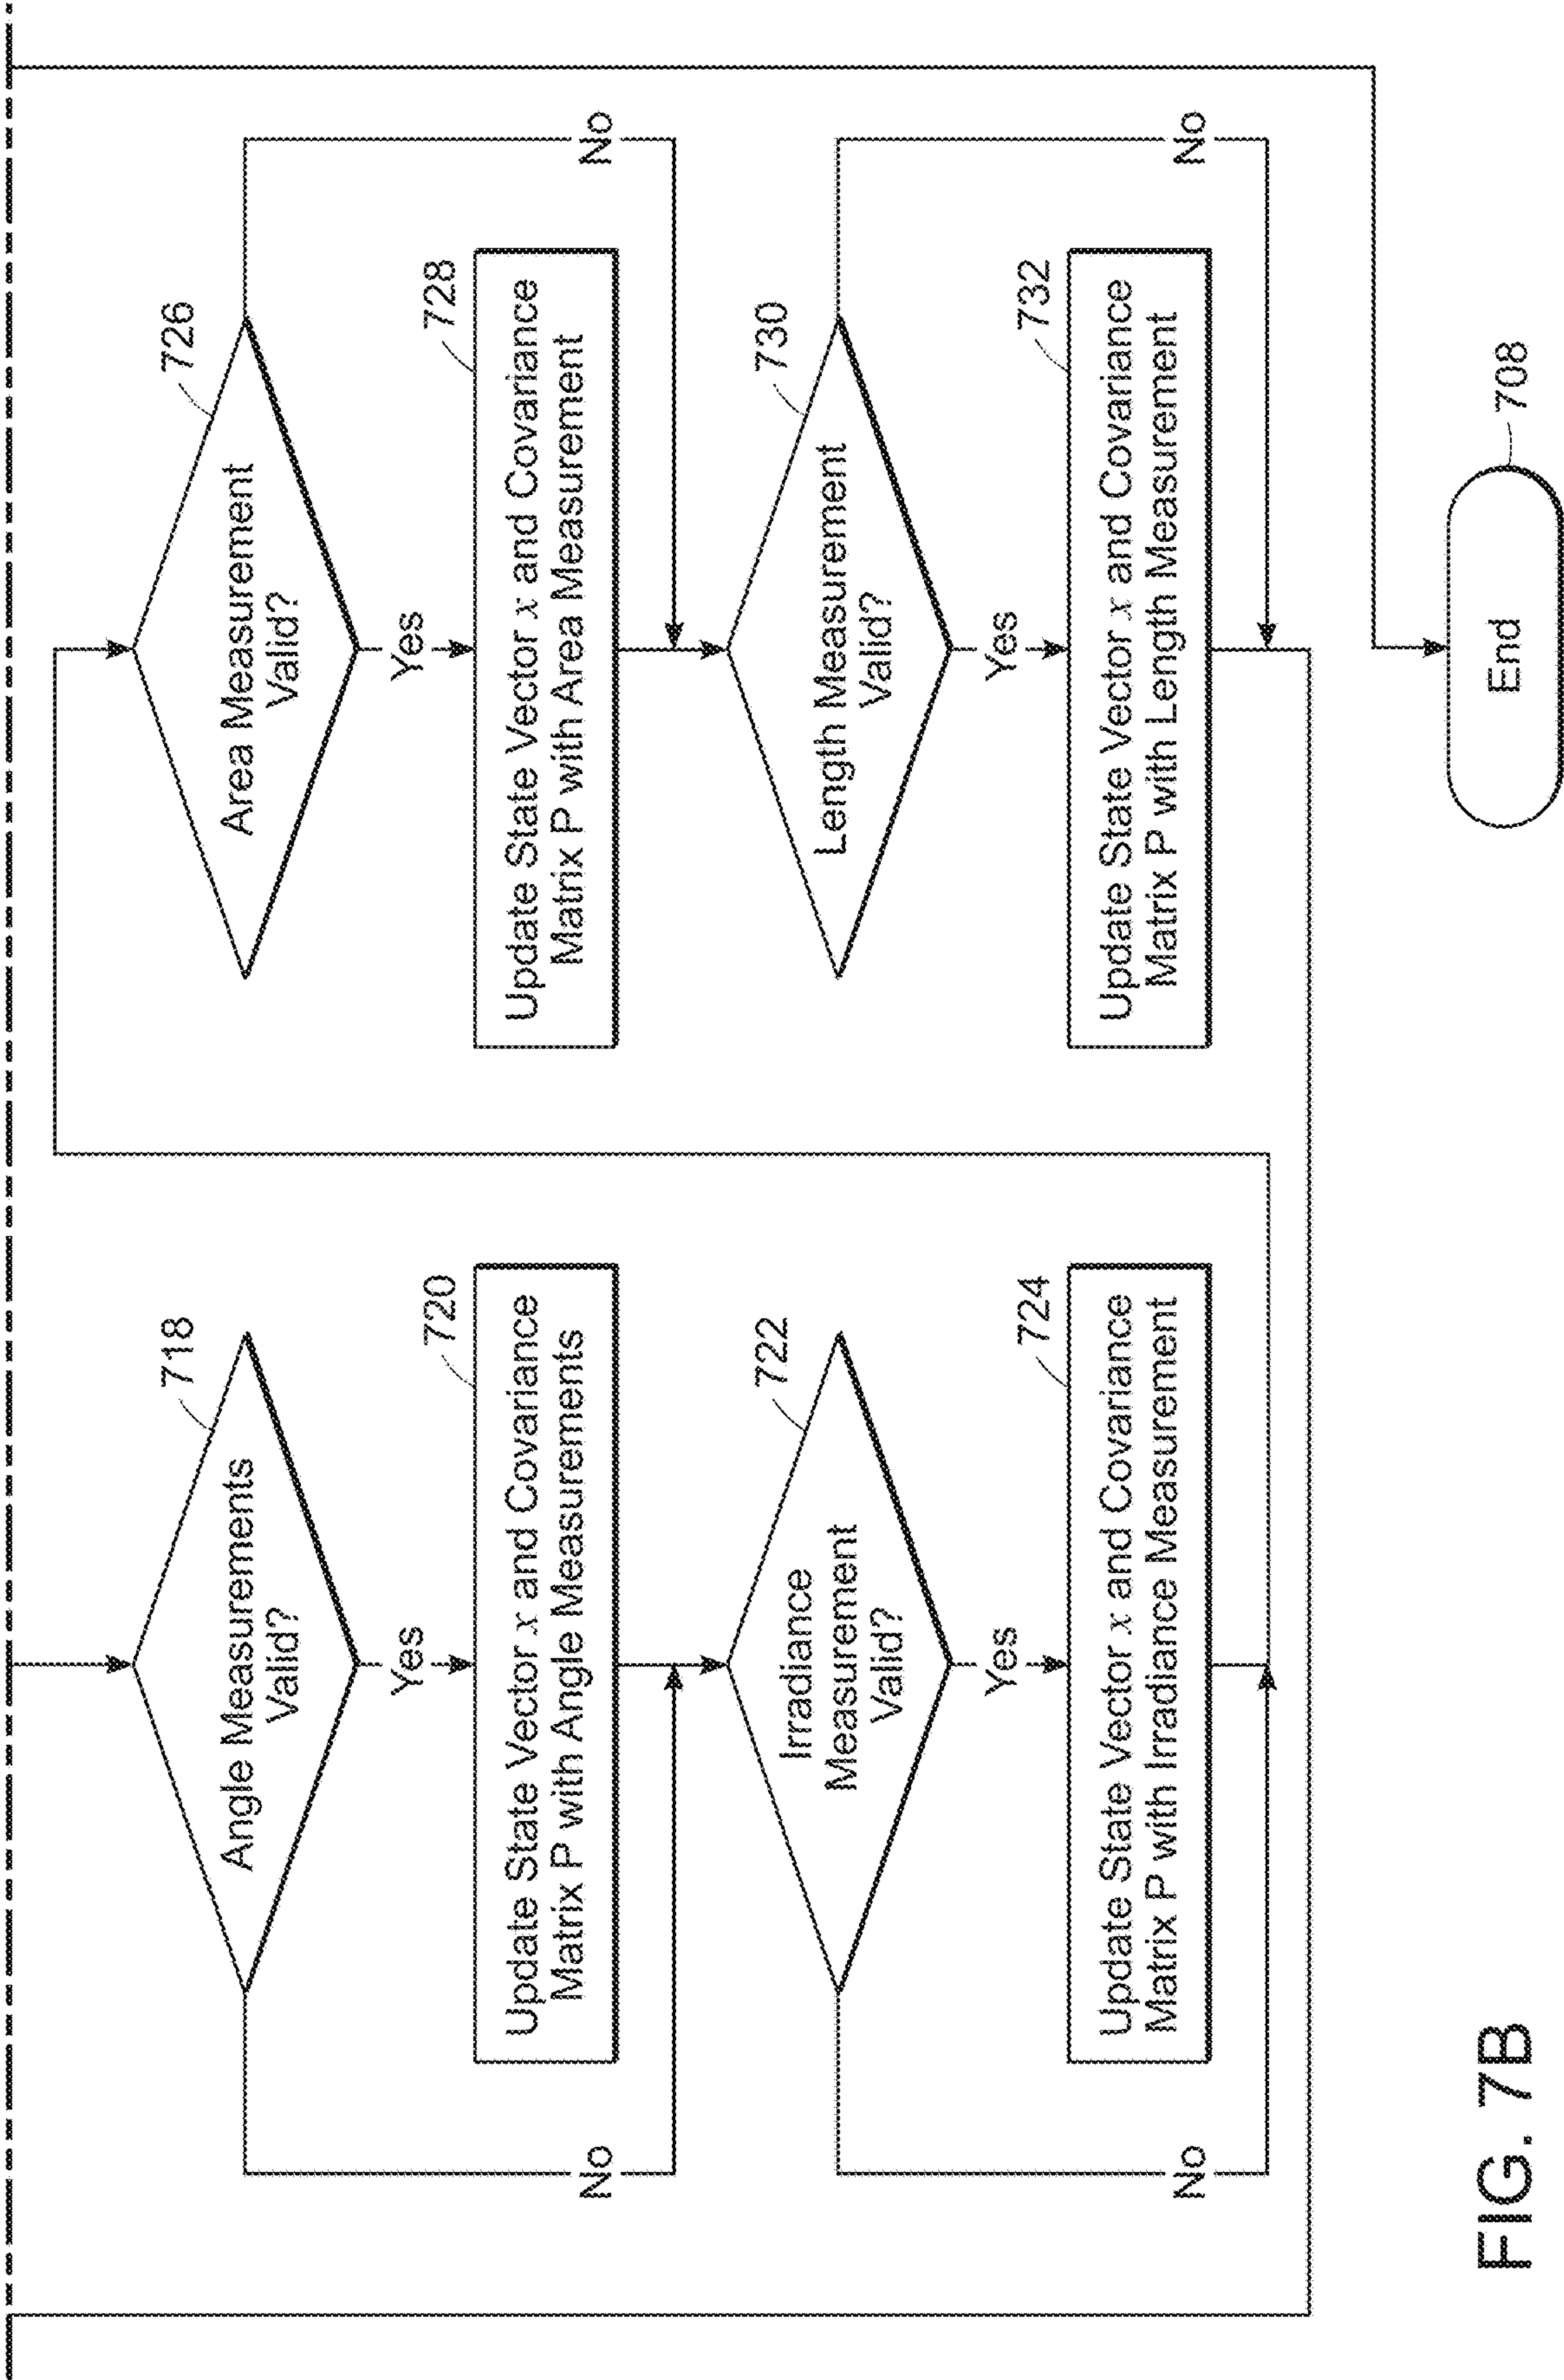 Angle Measurements
Valid?
718
Yes
No
Update State Vector x and Covariance
Matrix P with Angle Measurements
720
Irradiance
Measurement
Valid?
722
Yes
No
Update State Vector x and Covariance
Matrix P with Irradiance Measurement
724
Area Measurement
Valid?
726
Yes
No
Update State Vector x and Covariance
Matrix P with Area Measurement
728
Length Measurement
Valid?
730
Yes
No
Update State Vector x and Covariance
Matrix P with Length Measurement
732
End
708
FIG. 7B